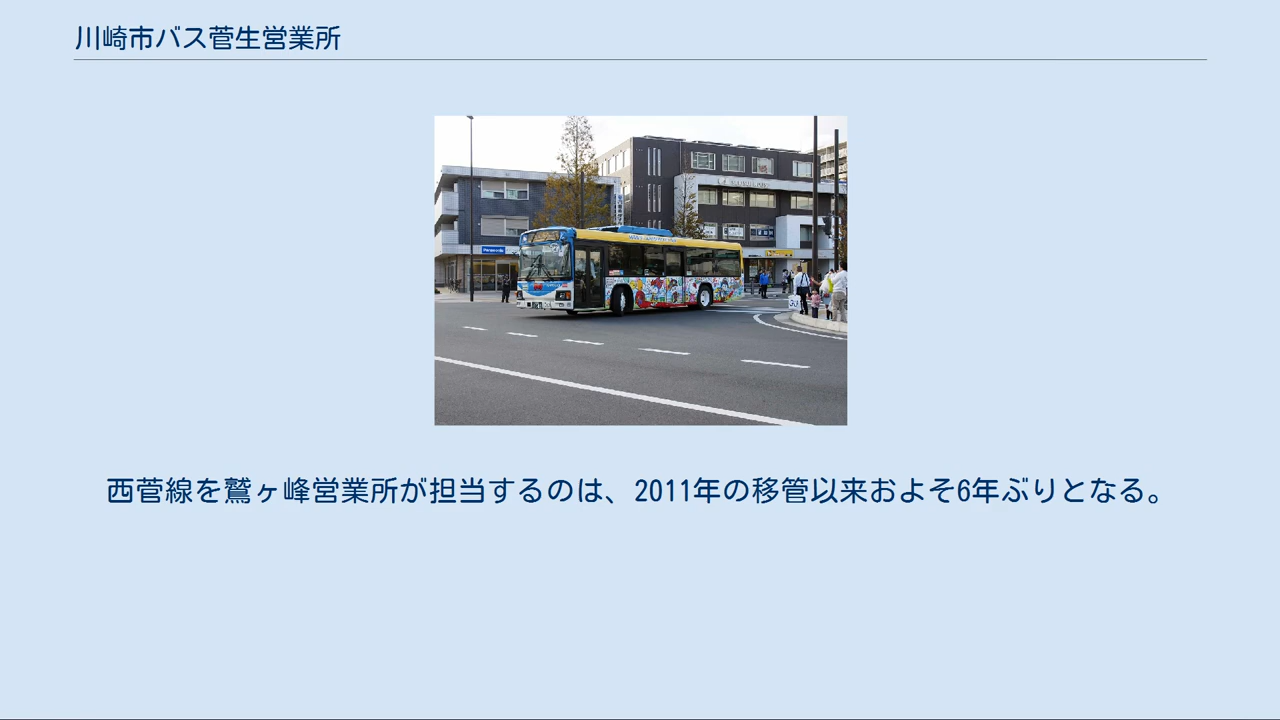 川崎市バス菅生営業所
Panasonic
西菅線を鷲ヶ峰営業所が担当するのは、2011年の移管以来およそ6年ぶりとなる。